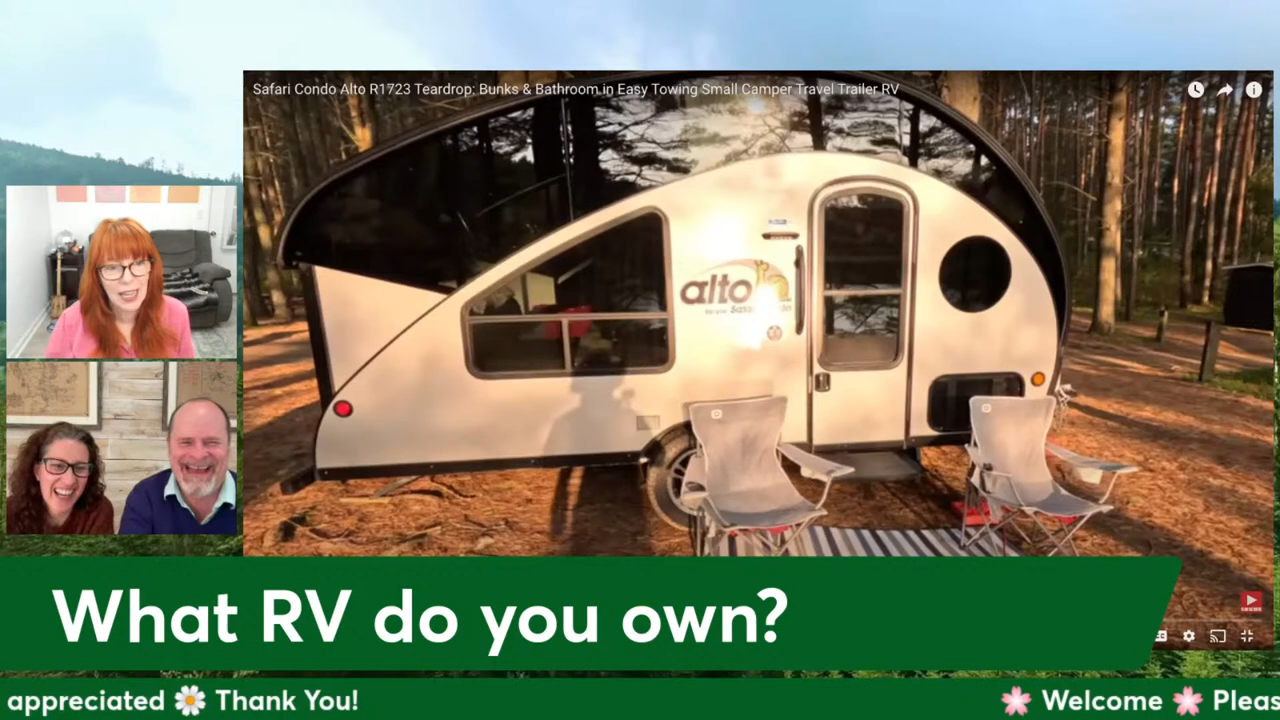 Safari Condo Alto R1723 Teardrop: Bunks & Bathroom in Easy Towing Small Camper Travel Trailer RV
alto
What RV do you own?
appreciated 🌼 Thank You!
🌸 Welcome 🌸 Pleas